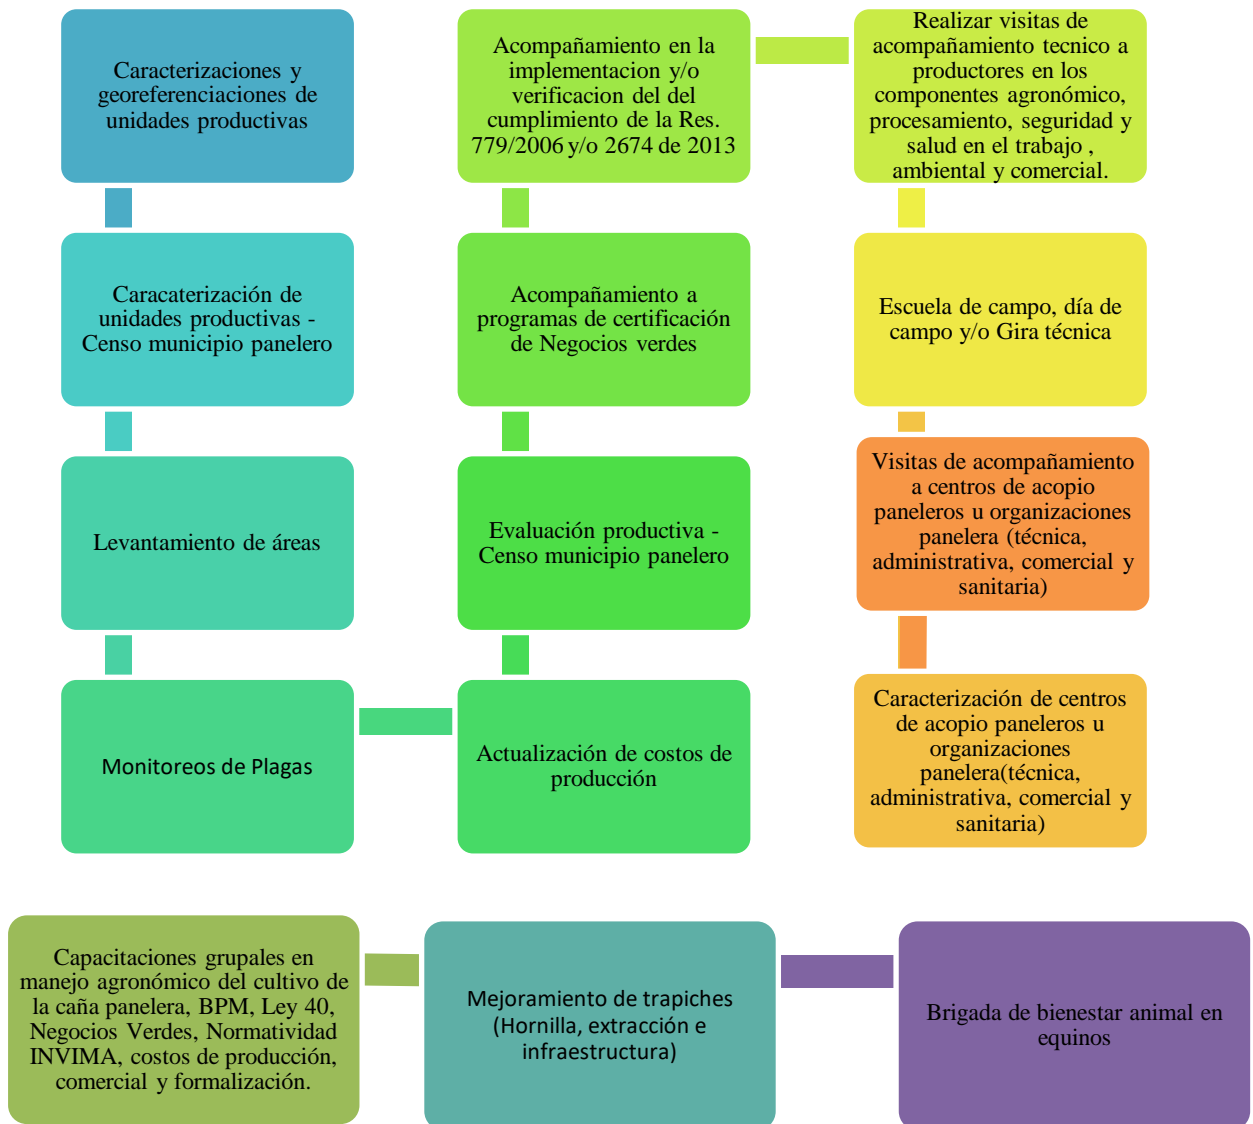 Caracterizaciones y
georeferenciaciones de
unidades productivas
Caracaterización de
unidades productivas -
Censo municipio panelero
Levantamiento de áreas
Monitoreos de Plagas
Actualización de costos de
producción
Evaluación productiva -
Censo municipio panelero
Acompañamiento a
programas de certificación
de Negocios verdes
Acompañamiento en la
implementacion y/o
verificacion del del
cumplimiento de la Res.
779/2006 y/o 2674 de 2013
Realizar visitas de
acompañamiento tecnico a
productores en los
componentes agronómico,
procesamiento, seguridad y
salud en el trabajo ,
ambiental y comercial.
Escuela de campo, día de
campo y/o Gira técnica
Visitas de acompañamiento
a centros de acopio
paneleros u organizaciones
panelera (técnica,
administrativa, comercial y
sanitaria)
Caracterización de centros
de acopio paneleros u
organizaciones
panelera(técnica,
administrativa, comercial y
sanitaria)
Capacitaciones grupales en
manejo agronómico del cultivo de
la caña panelera, BPM, Ley 40,
Negocios Verdes, Normatividad
INVIMA, costos de producción,
comercial y formalización.
Mejoramiento de trapiches
(Hornilla, extracción e
infraestructura)
Brigada de bienestar animal en
equinos